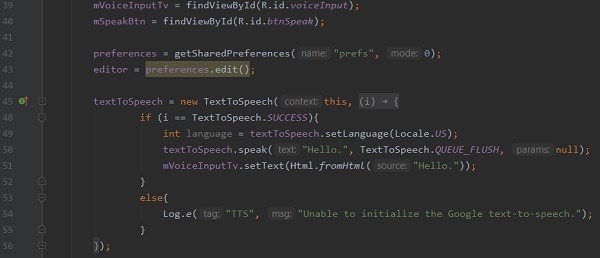 39 mVoiceInputTv = findViewById(R.id.voiceInput);
40 mSpeakBtn = findViewById(R.id.btnSpeak);
41
42 preferences = getSharedPreferences( name: "prefs", mode: 0);
43 editor = preferences.edit();
44
45 textToSpeech = new TextToSpeech( context: this, (i) → {
48 if (i == TextToSpeech.SUCCESS){
49 int language = textToSpeech.setLanguage(Locale.US);
50 textToSpeech.speak( text: "Hello.", TextToSpeech.QUEUE_FLUSH, params: null);
51 mVoiceInputTv.setText(Html.fromHtml( source: "Hello."));
52 }
53 else{
54 Log.e( tag: "TTS", msg: "Unable to initialize the Google text-to-speech.");
55 }
56 });